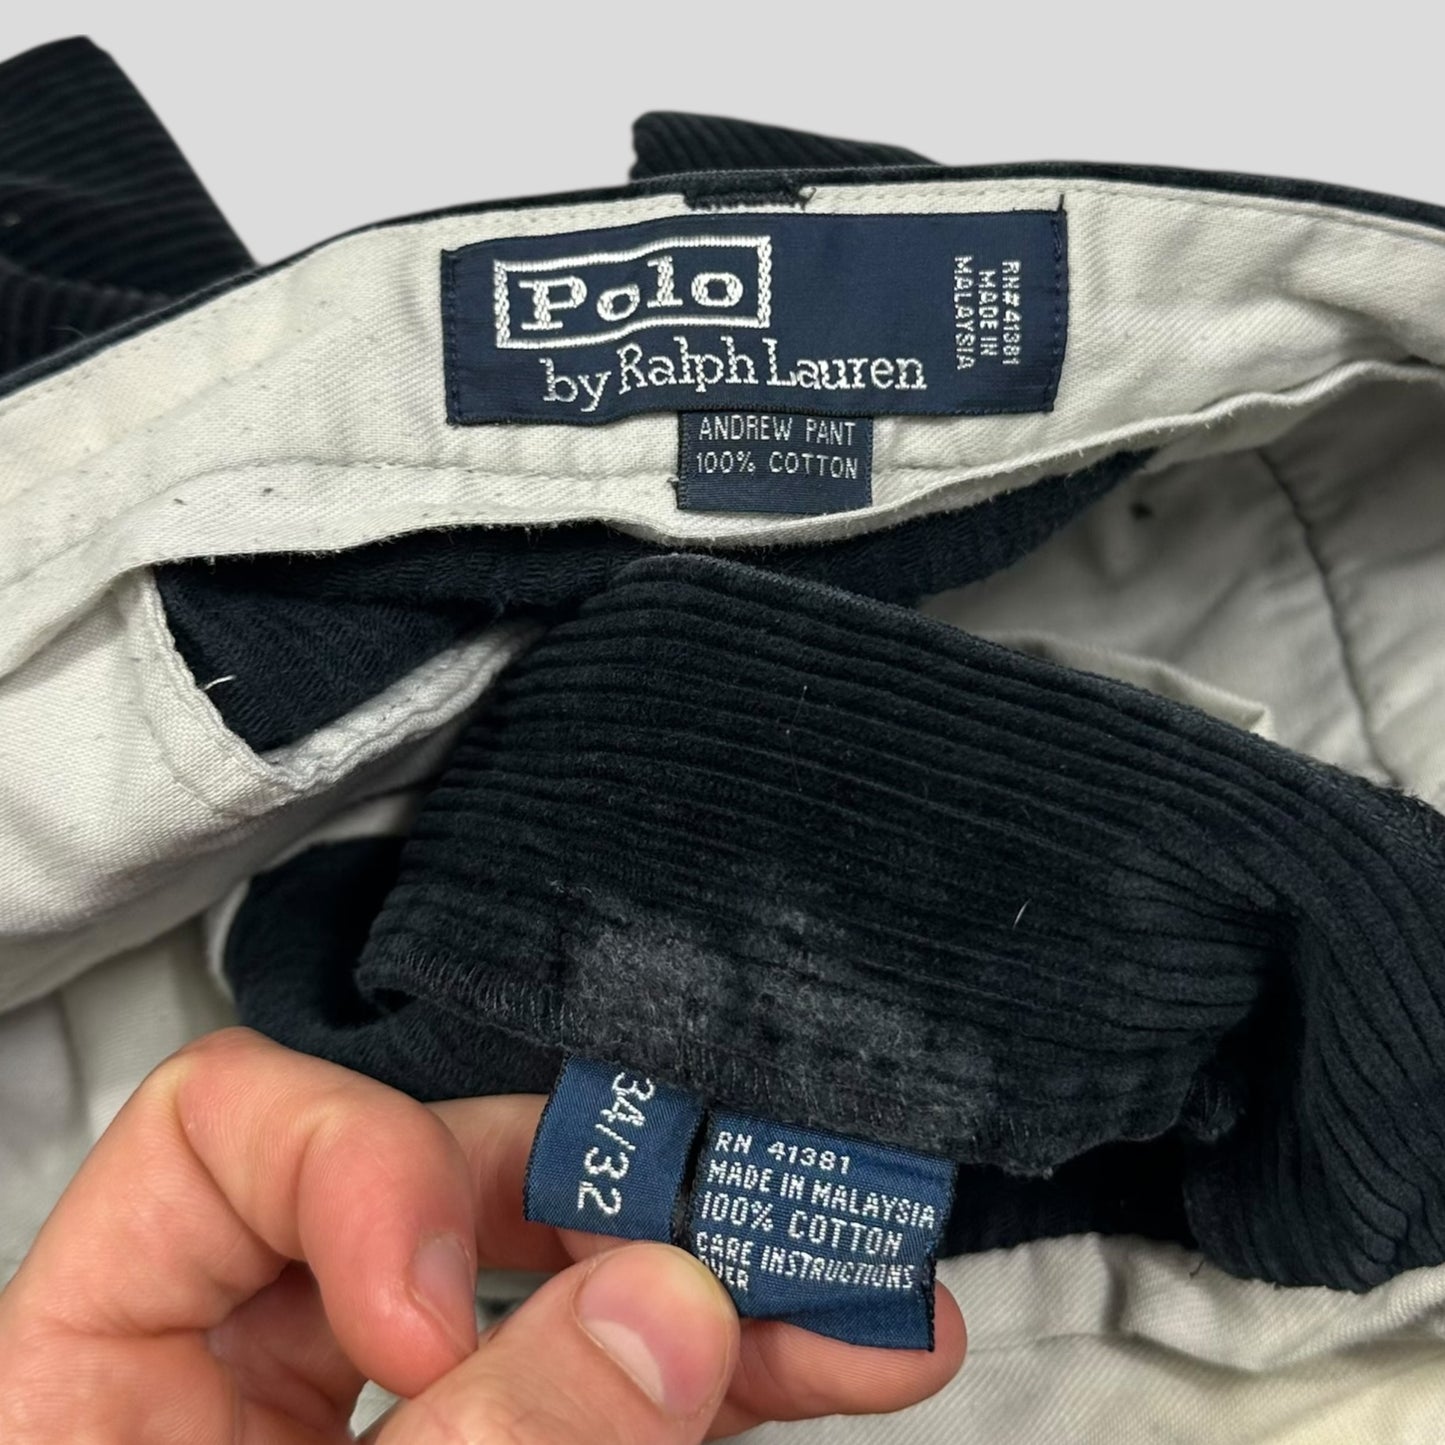 Polo
by Ralph Lauren
RN# 41381
MADE IN
MALAYSIA
ANDREW PANT
100% COTTON
34/32
RN 41381
MADE IN MALAYSIA
100% COTTON
CARE INSTRUCTIONS